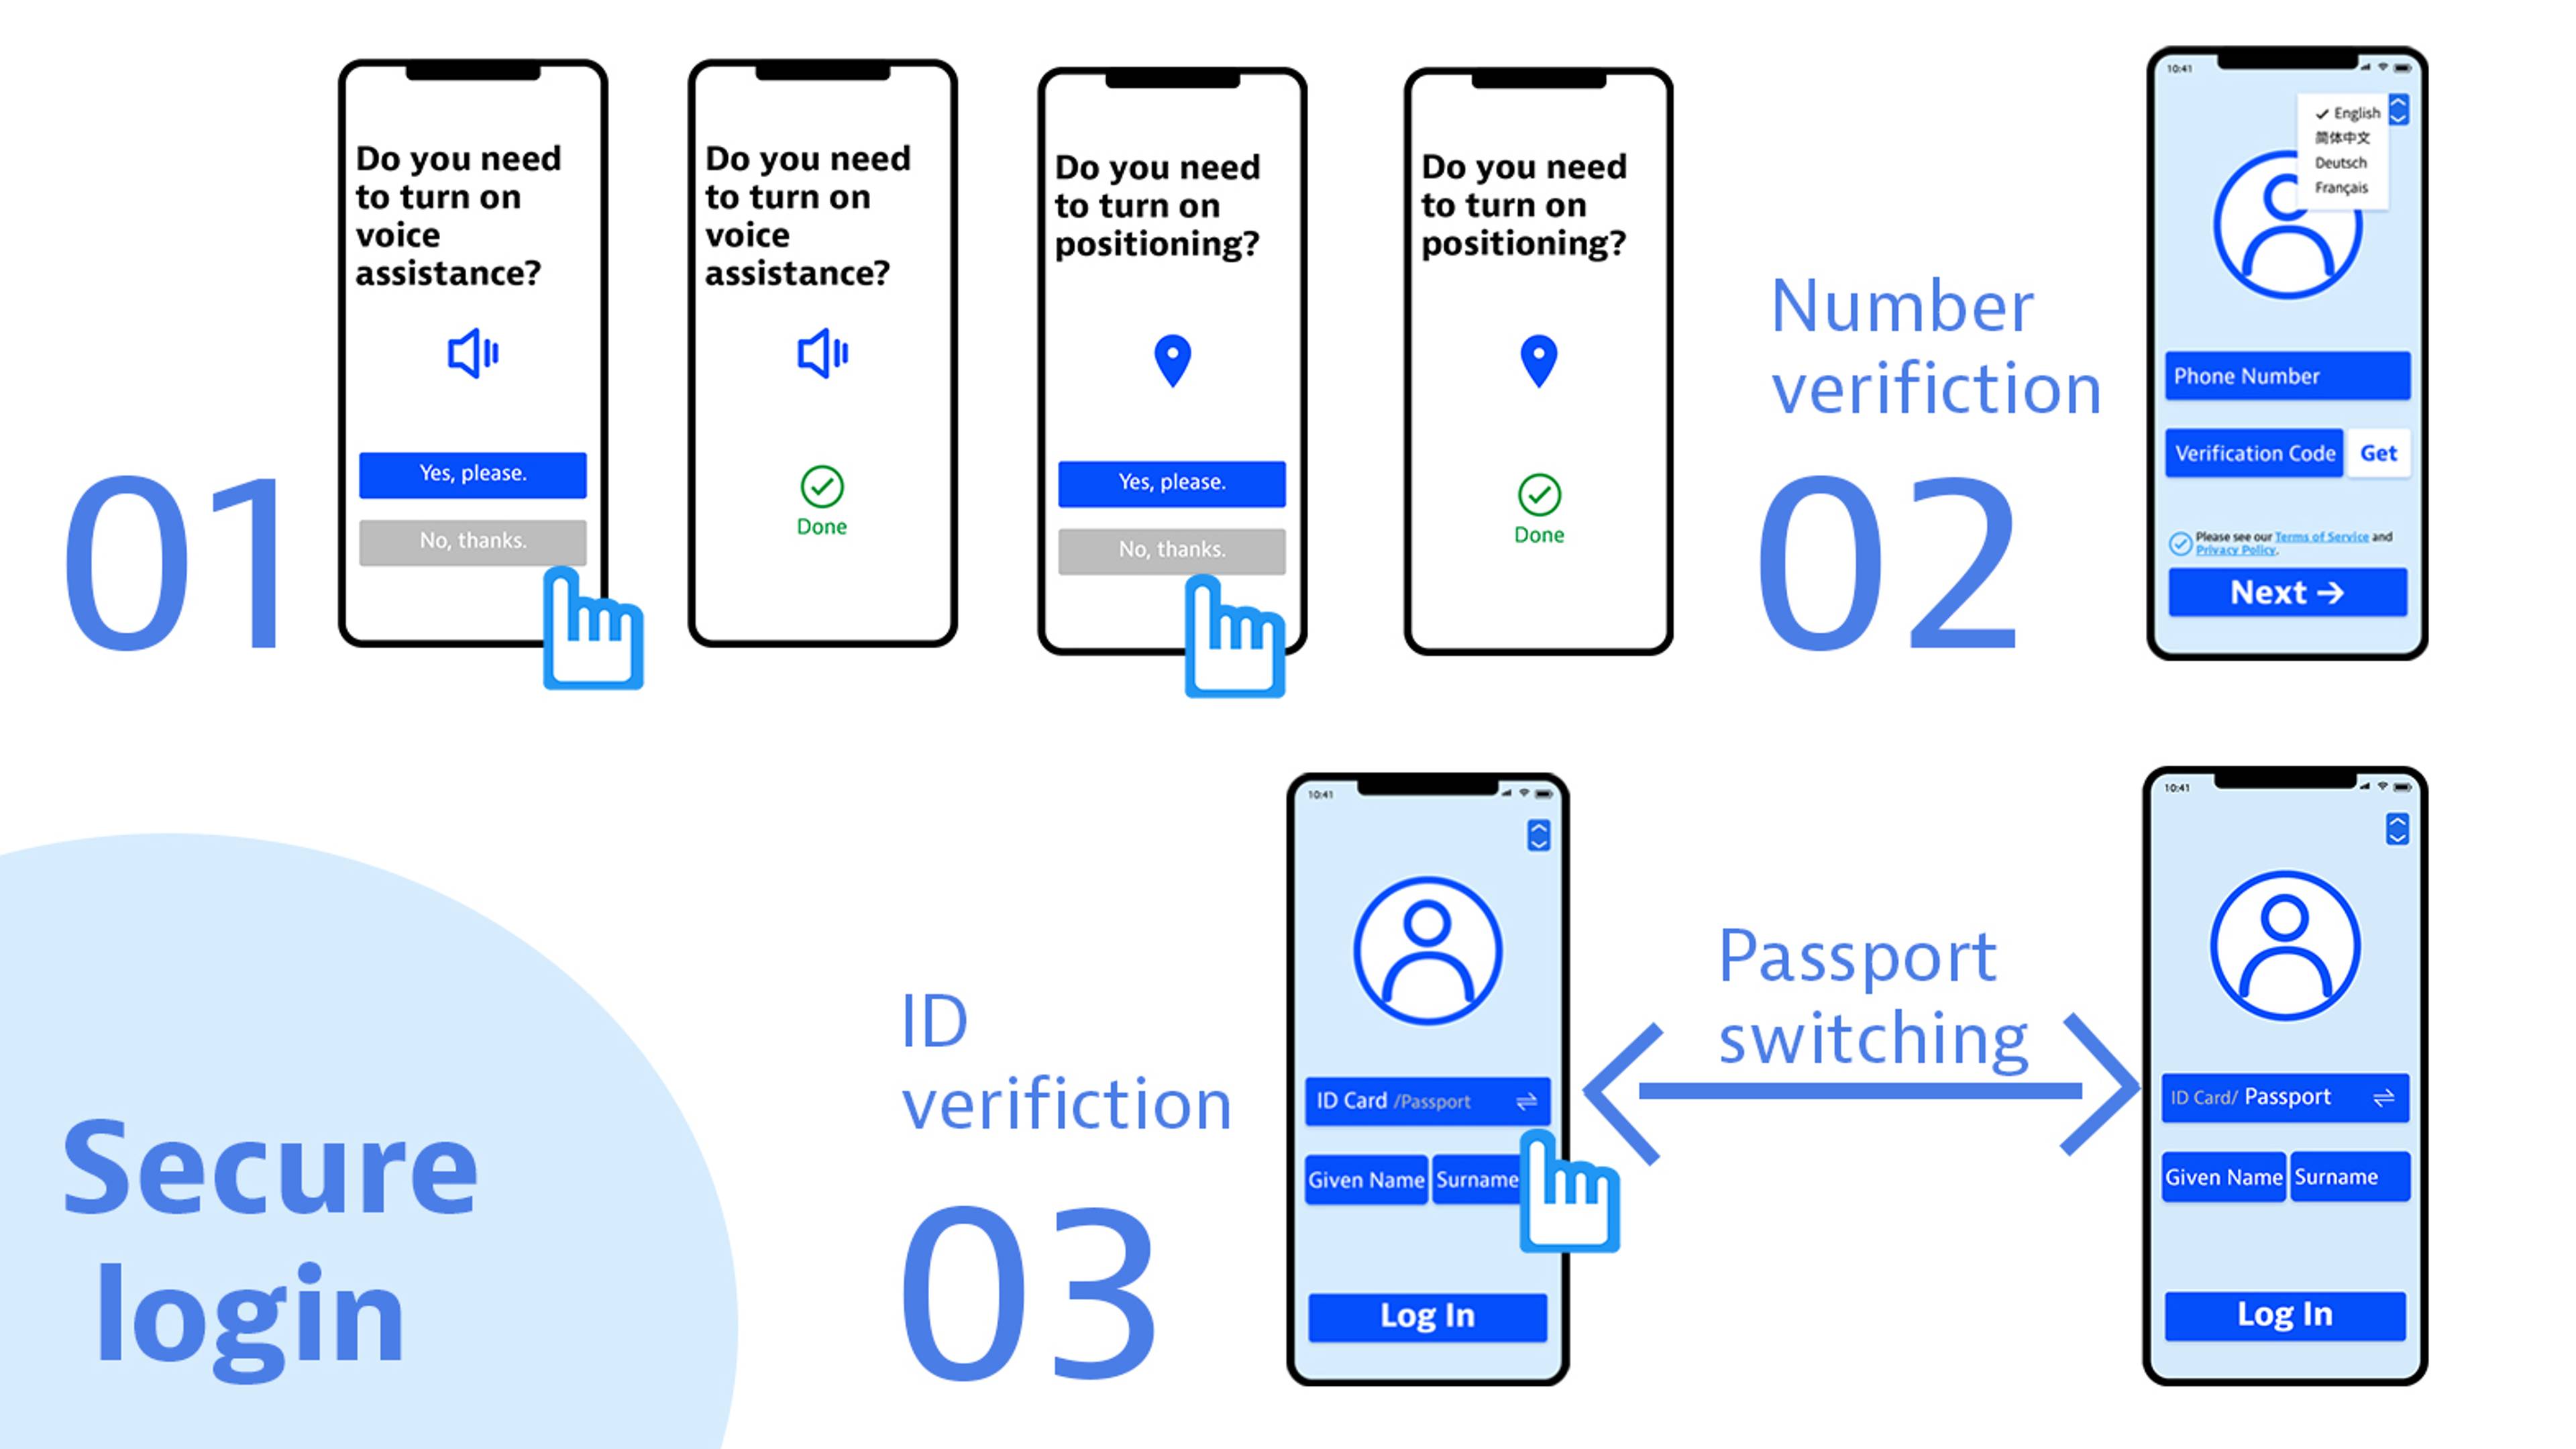 01
Do you need
to turn on
voice
assistance?
Yes, please.
No, thanks.
Do you need
to turn on
voice
assistance?
Done
Do you need
to turn on
positioning?
Yes, please.
No, thanks.
Do you need
to turn on
positioning?
Done
Number
verifiction
02
10:41
✓ English
简体中文
Deutsch
Français
Phone Number
Verification Code Get
Please see our Terms of Service and
Privacy Policy.
Next →
Secure
login
ID
verifiction
03
10:41
ID Card /Passport
Given Name Surname
Log In
Passport
switching
10:41
ID Card/ Passport
Given Name Surname
Log In